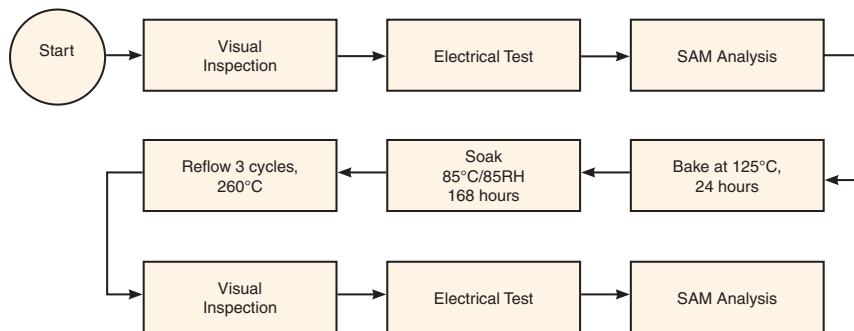 Start
Visual
Inspection
Electrical Test
SAM Analysis
Bake at 125°C,
24 hours
Soak
85°C/85RH
168 hours
Reflow 3 cycles,
260°C
Visual
Inspection
Electrical Test
SAM Analysis